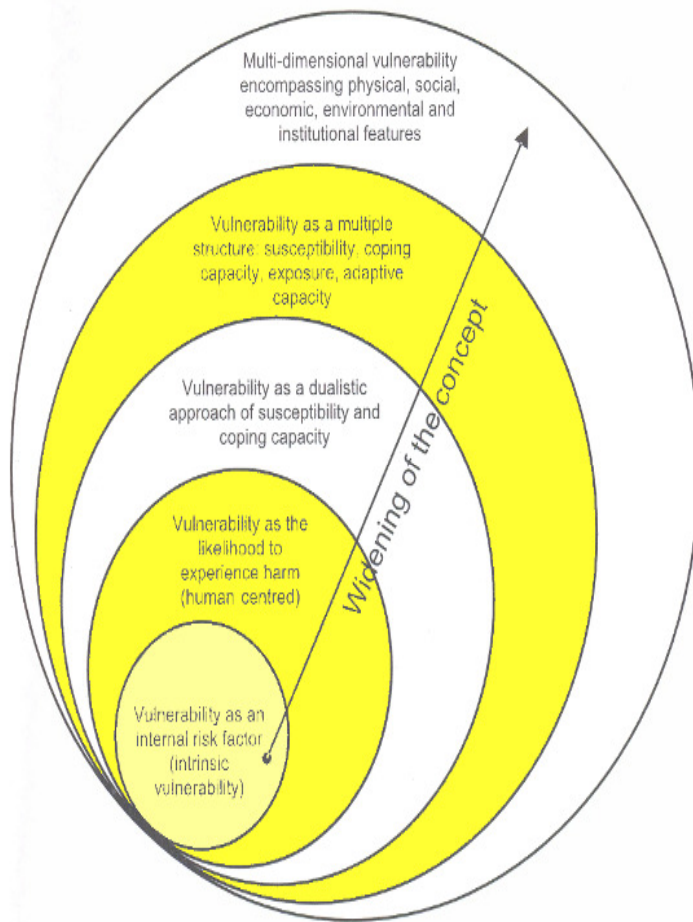 Multi-dimensional vulnerability
encompassing physical, social,
economic, environmental and
institutional features
Vulnerability as a multiple
structure: susceptibility, coping
capacity, exposure, adaptive
capacity
Vulnerability as a dualistic
approach of susceptibility and
coping capacity
Vulnerability as the
likelihood to
experience harm
(human centred)
Vulnerability as an
internal risk factor
(intrinsic
vulnerability)
Widening of the concept